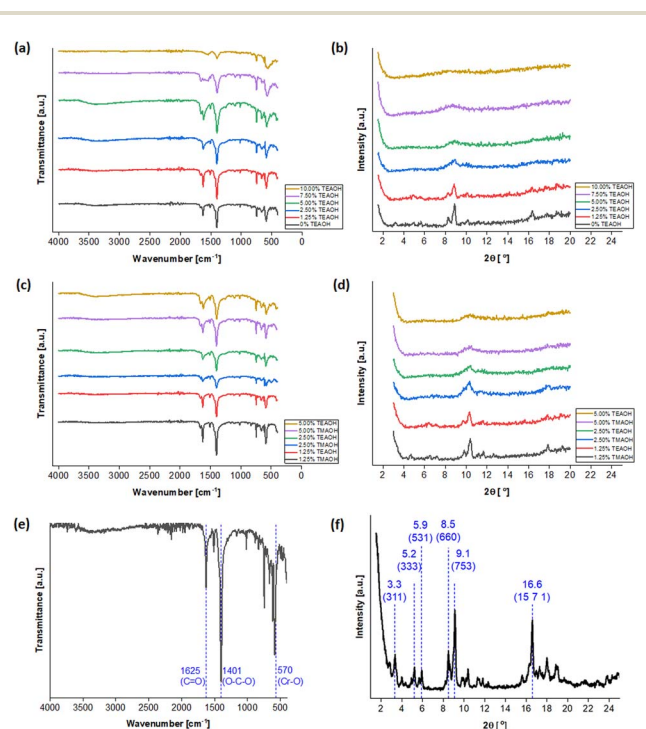 (a)
Transmittance [a.u.]
10.00% TEAOH
7.50% TEAOH
5.00% TEAOH
2.50% TEAOH
1.25% TEAOH
0% TEAOH
4000 3500 3000 2500 2000 1500 1000 500 0
Wavenumber [cm⁻¹]
(b)
Intensity [a.u.]
10.00% TEAOH
7.50% TEAOH
5.00% TEAOH
2.50% TEAOH
1.25% TEAOH
0% TEAOH
2 4 6 8 10 12 14 16 18 20 22 24
2θ [°]
(c)
Transmittance [a.u.]
5.00% TEAOH
5.00% TMAOH
2.50% TEAOH
2.50% TMAOH
1.25% TEAOH
1.25% TMAOH
4000 3500 3000 2500 2000 1500 1000 500 0
Wavenumber [cm⁻¹]
(d)
Intensity [a.u.]
5.00% TEAOH
5.00% TMAOH
2.50% TEAOH
2.50% TMAOH
1.25% TEAOH
1.25% TMAOH
2 4 6 8 10 12 14 16 18 20 22 24
2θ [°]
(e)
Transmittance [a.u.]
1625
(C=O)
1401
(O-C-O)
570
(Cr-O)
4000 3500 3000 2500 2000 1500 1000 500
Wavenumber [cm⁻¹]
(f)
Intensity [a.u.]
3.3
(311)
5.2
(333)
5.9
(531)
8.5
(660)
9.1
(753)
16.6
(15 7 1)
2 4 6 8 10 12 14 16 18 20 22 24
2θ [°]